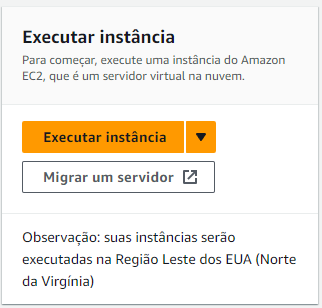 Executar instância
Para começar, execute uma instância do Amazon
EC2, que é um servidor virtual na nuvem.
Executar instância
Migrar um servidor
Observação: suas instâncias serão
executadas na Região Leste dos EUA (Norte
da Virgínia)